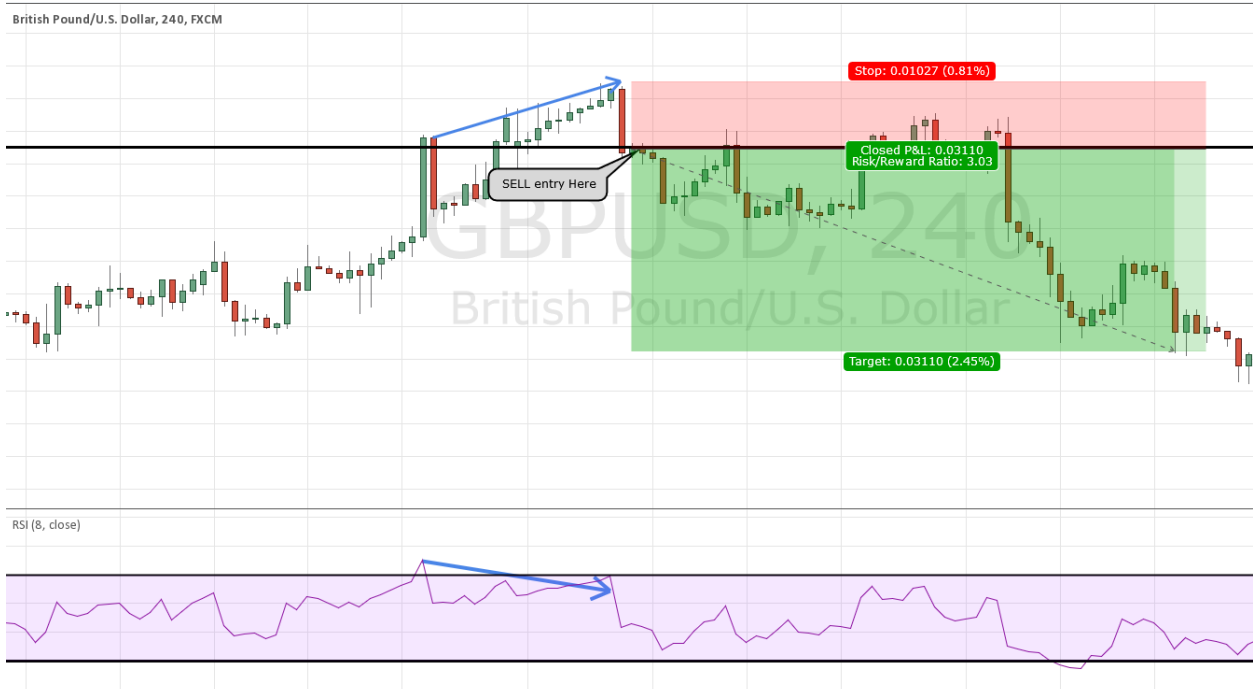 British Pound/U.S. Dollar, 240, FXCM
Stop: 0.01027 (0.81%)
Closed P&L: 0.03110
Risk/Reward Ratio: 3.03
SELL entry Here
GBPUSD, 240
British Pound/U.S. Dollar
Target: 0.03110 (2.45%)
RSI (8, close)